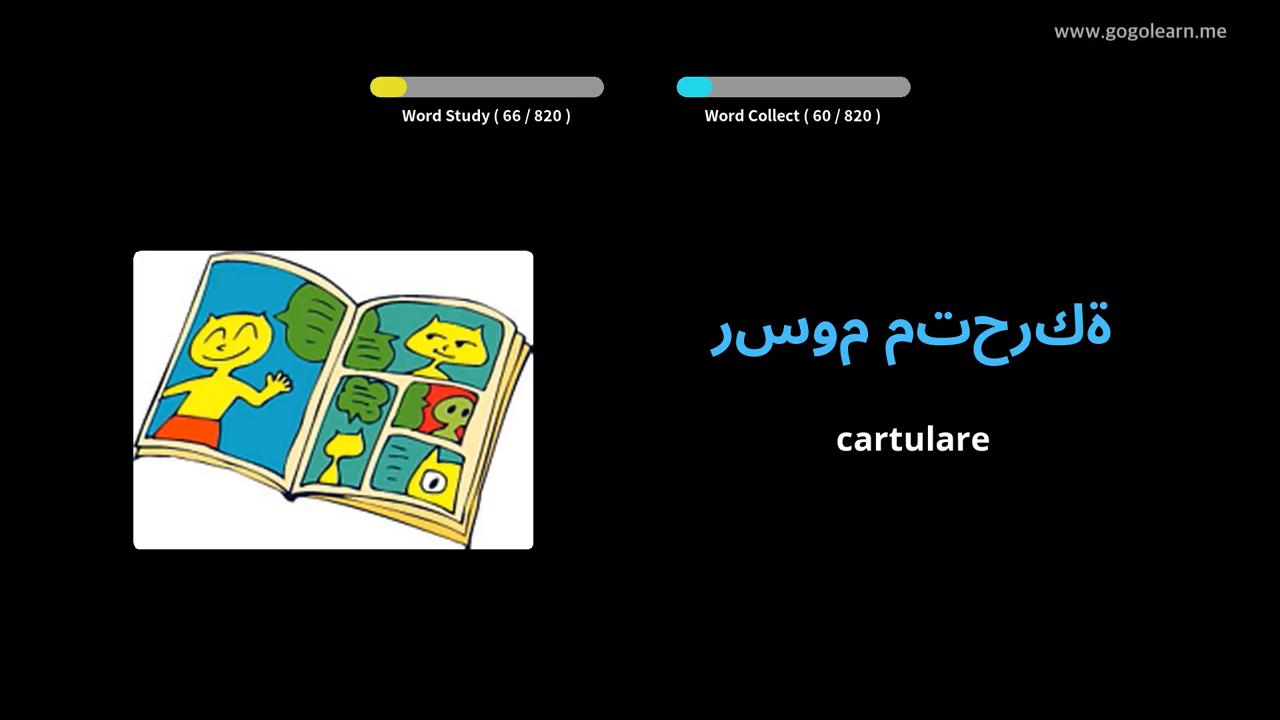 www.gogolearn.me
Word Study ( 66 / 820 )
Word Collect ( 60 / 820 )
رسوم متحركة
cartulare